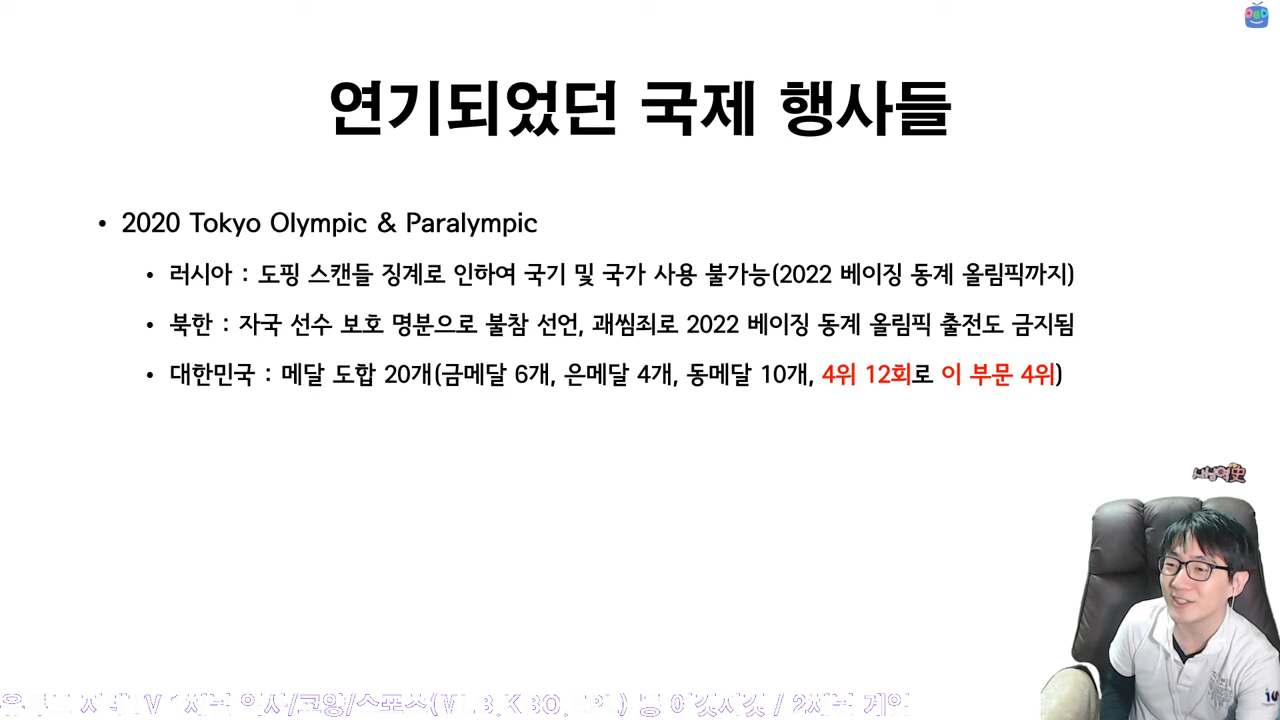 연기되었던 국제 행사들
• 2020 Tokyo Olympic & Paralympic
• 러시아 : 도핑 스캔들 징계로 인하여 국기 및 국가 사용 불가능(2022 베이징 동계 올림픽까지)
• 북한 : 자국 선수 보호 명분으로 불참 선언, 괘씸죄로 2022 베이징 동계 올림픽 출전도 금지됨
• 대한민국 : 메달 도합 20개(금메달 6개, 은메달 4개, 동메달 10개, 4위 12회로 이 부문 4위)